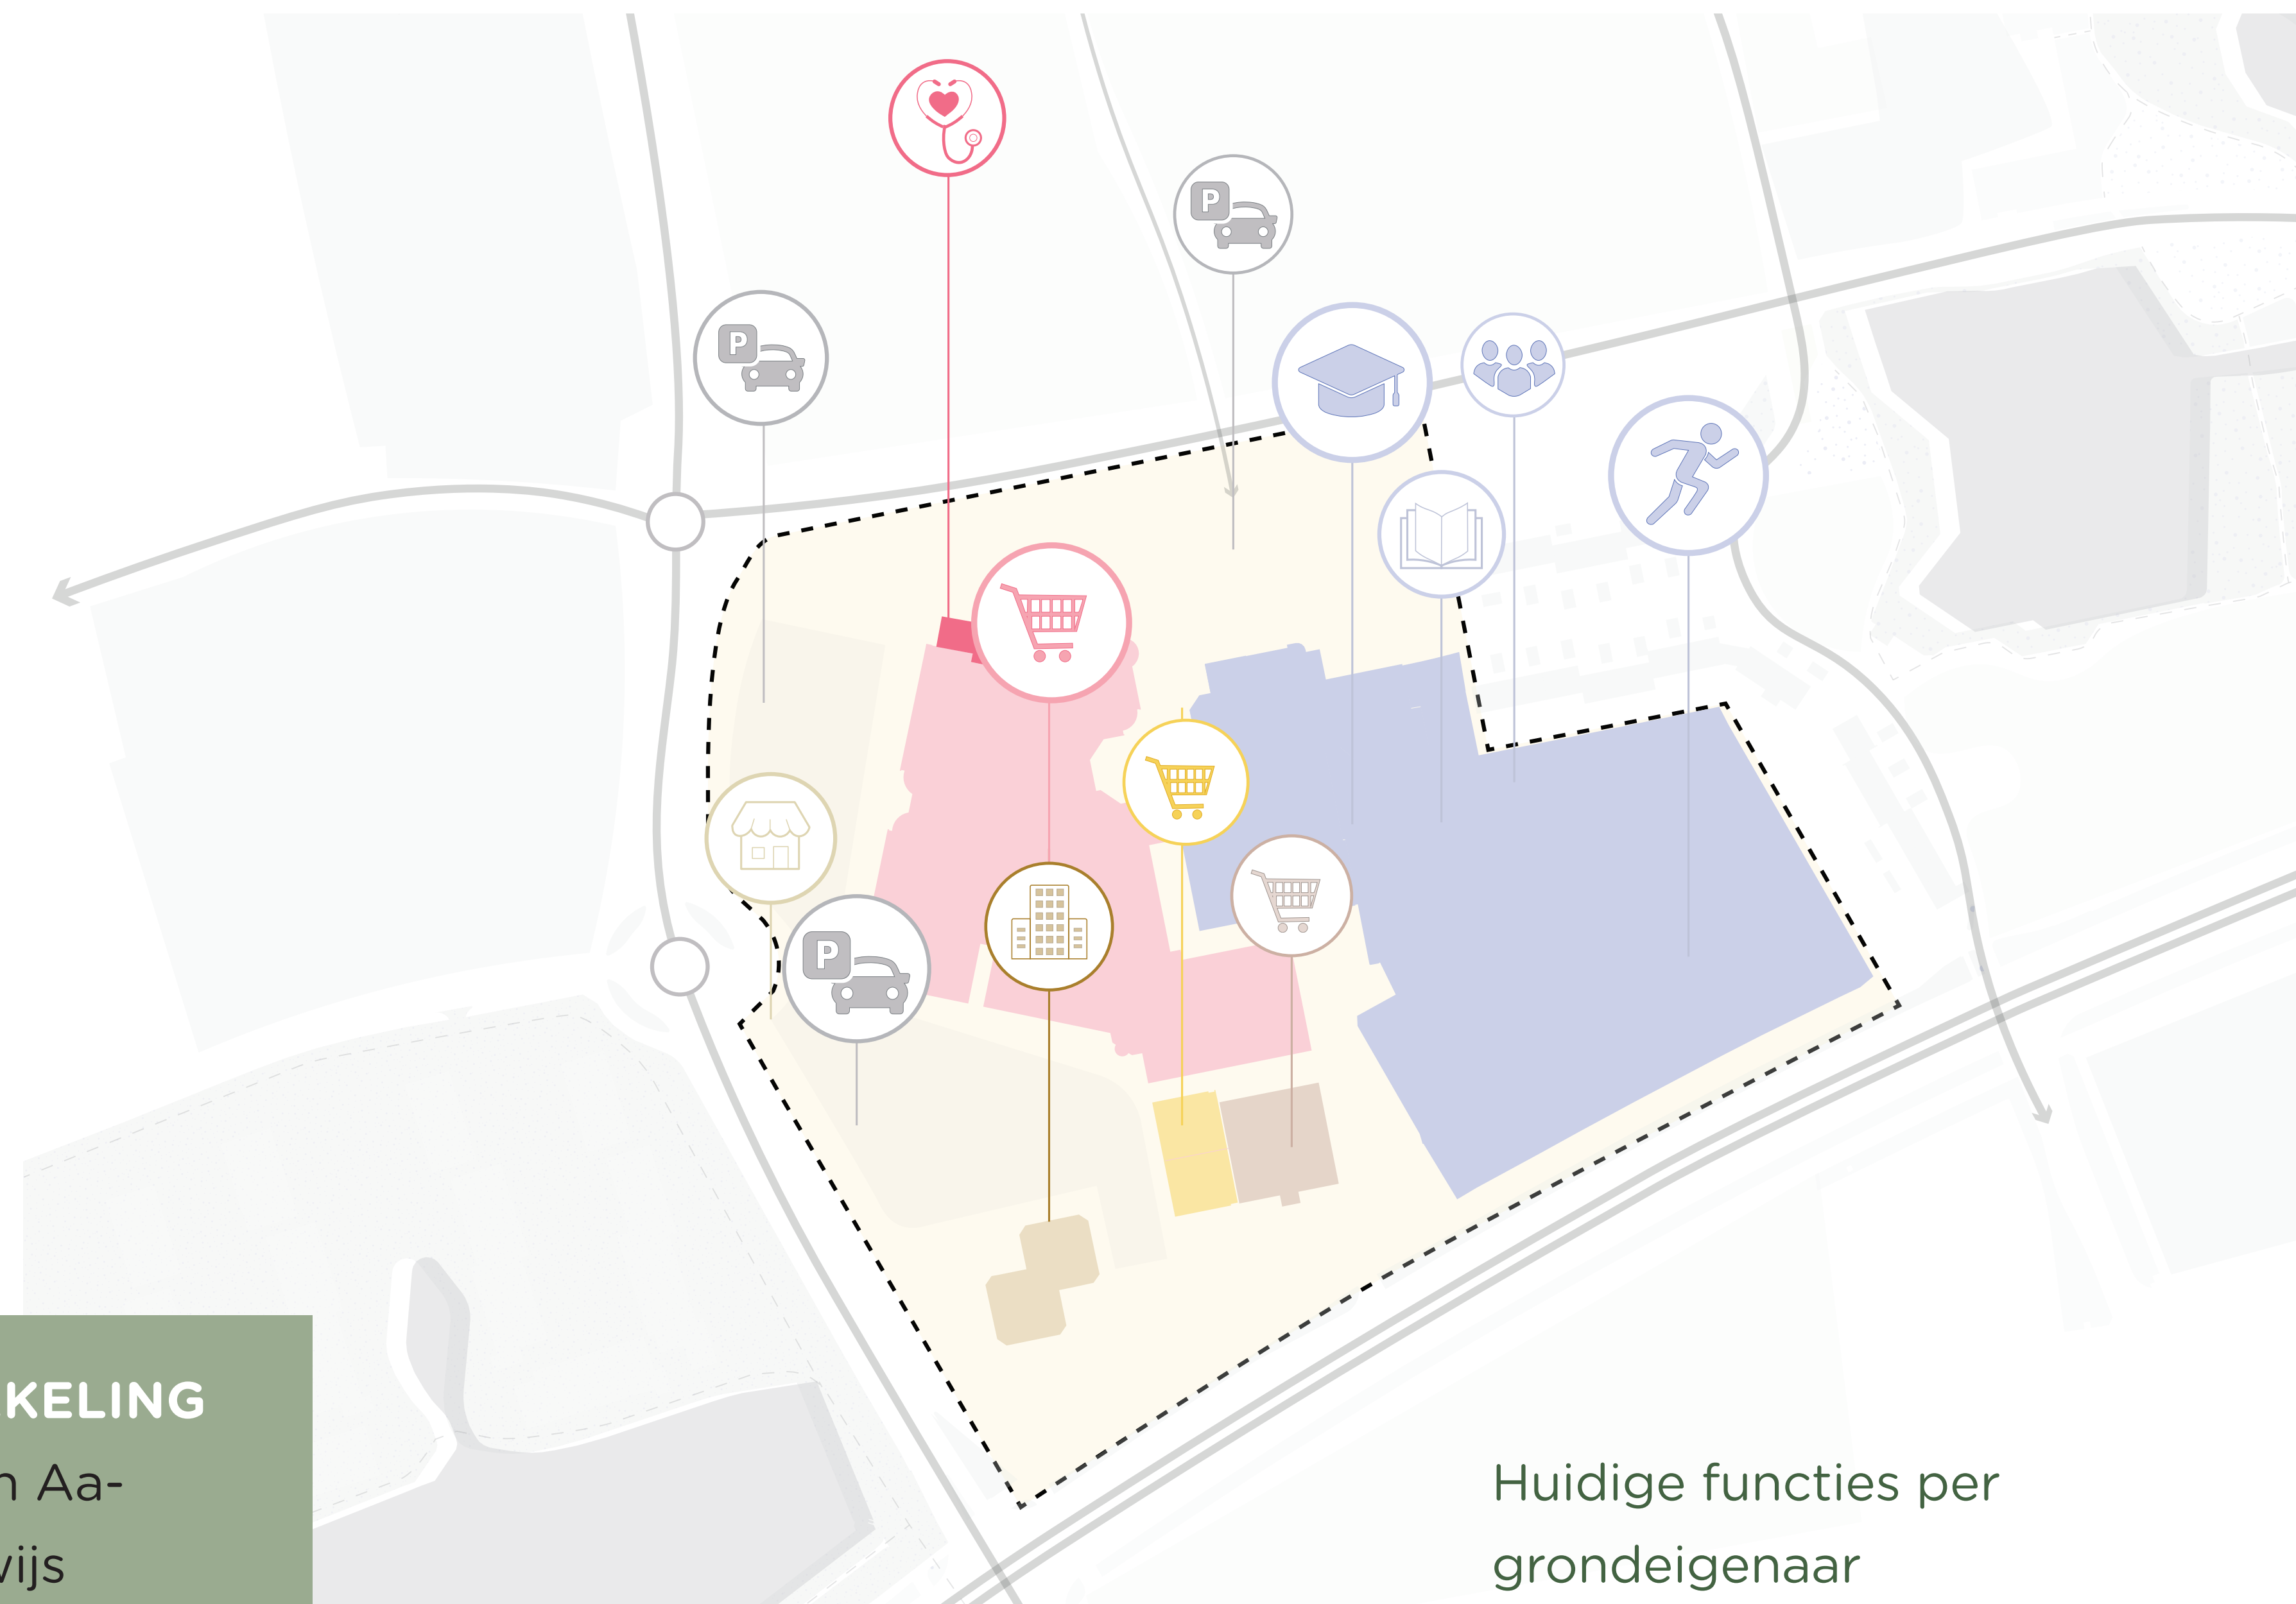 P
P
P
KELING
n Aa-
vijs
Huidige functies per
grondeigenaar